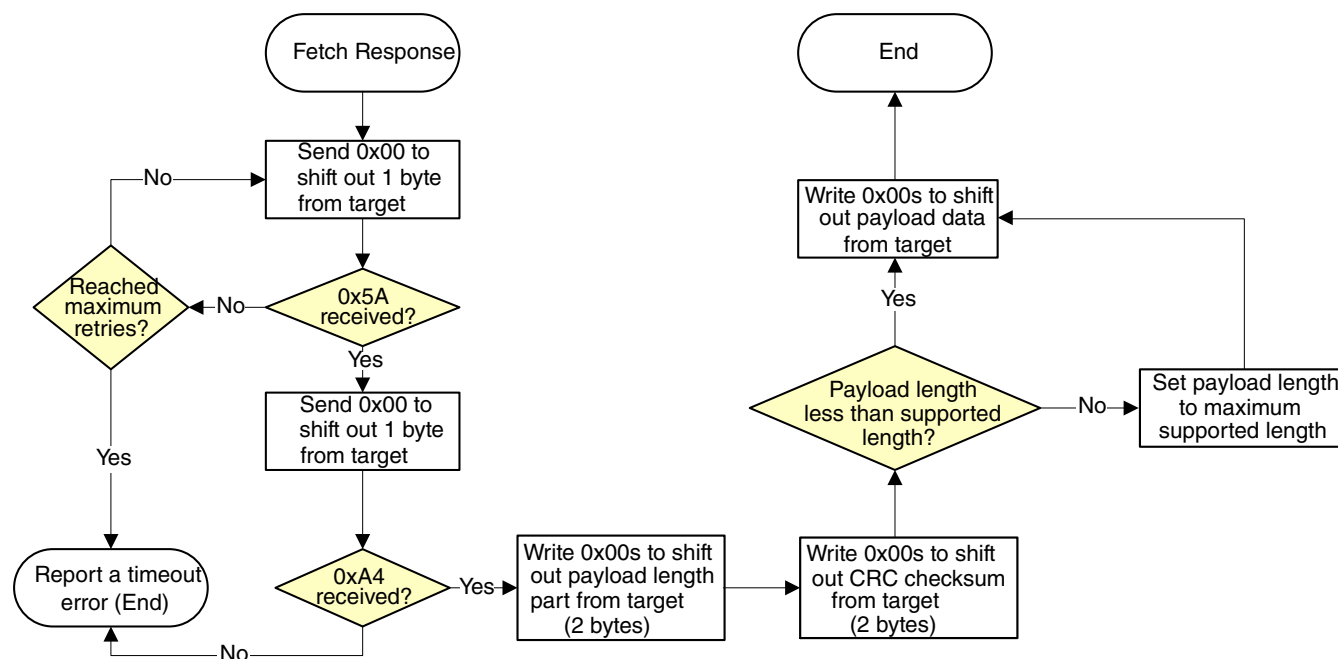 Fetch Response
Send 0x00 to
shift out 1 byte
from target
No
Reached
maximum
retries?
No
0x5A
received?
Yes
Send 0x00 to
shift out 1 byte
from target
Yes
Report a timeout
error (End)
0xA4
received?
No
Yes
Write 0x00s to shift
out payload length
part from target
(2 bytes)
Write 0x00s to shift
out CRC checksum
from target
(2 bytes)
Payload length
less than supported
length?
No
Set payload length
to maximum
supported length
Yes
Write 0x00s to shift
out payload data
from target
End